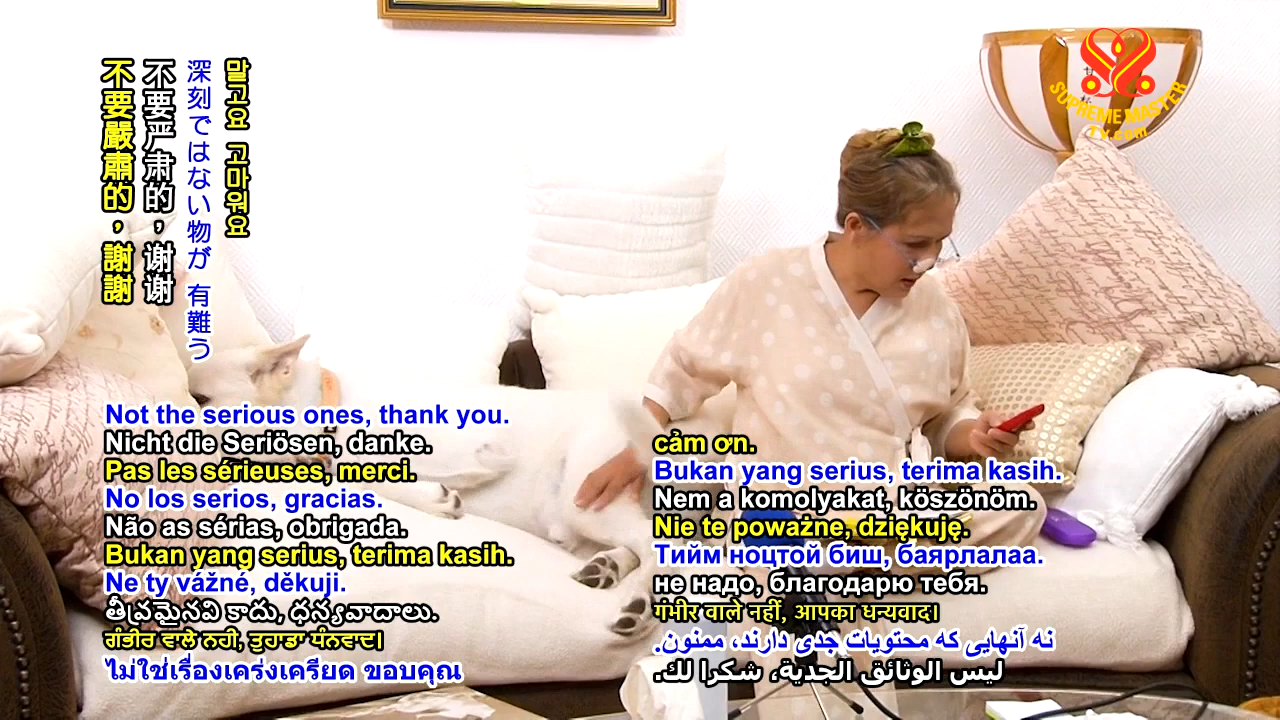 말고요 고마워요
深刻ではない物が 有難う
不要严肃的，谢谢
不要嚴肅的，謝謝
SUPREME MASTER
TV.com
Not the serious ones, thank you.
Nicht die Seriösen, danke.
Pas les sérieuses, merci.
No los serios, gracias.
Não as sérias, obrigada.
Bukan yang serius, terima kasih.
Ne ty vážné, děkuji.
తీవ్రమైనవి కాదు, ధన్యవాదాలు.
ਗੰਭੀਰ ਵਾਲੇ ਨਹੀ, ਤੁਹਾਡਾ ਧੰਨਵਾਦ।
ไม่ใช่เรื่องเคร่งเครียด ขอบคุณ
cảm ơn.
Bukan yang serius, terima kasih.
Nem a komolyakat, köszönöm.
Nie te poważne, dziękuję.
Тийм ноцтой биш, баярлалаа.
не надо, благодарю тебя.
गंभीर वाले नहीं, आपका धन्यवाद।
نه آنهایی که محتویات جدی دارند، ممنون.
ليس الوثائق الجدية، شكرا لك.